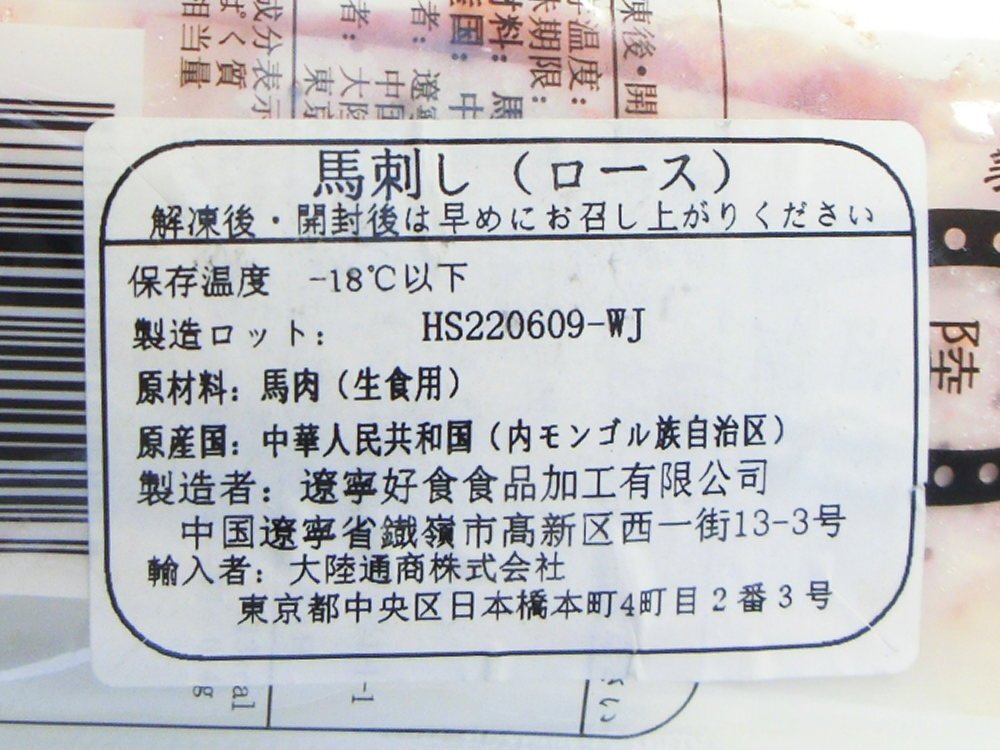 馬刺し（ロース）
解凍後・開封後は早めにお召し上がりください
保存温度 -18℃以下
製造ロット: HS220609-WJ
原材料: 馬肉（生食用）
原産国: 中華人民共和国（内モンゴル族自治区）
製造者: 遼寧好食食品加工有限公司
中国遼寧省鐵嶺市高新区西一街13-3号
輸入者: 大陸通商株式会社
東京都中央区日本橋本町4町目2番3号
陸